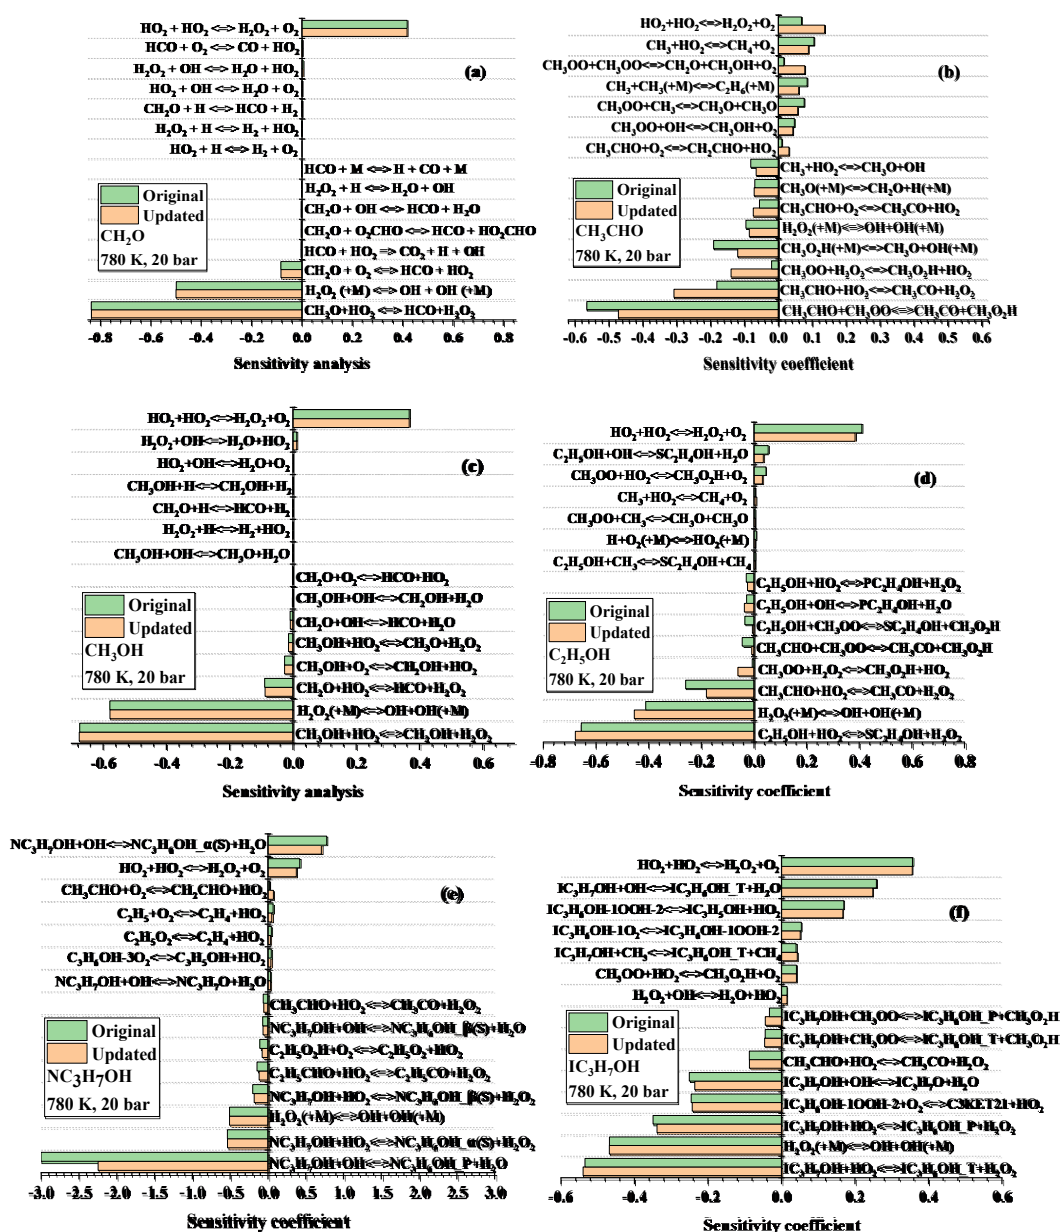 HO₂ + HO₂ <=> H₂O₂ + O₂
HCO + O₂ <=> CO + HO₂
H₂O₂ + OH <=> H₂O + HO₂
HO₂ + OH <=> H₂O + O₂
CH₂O + H <=> HCO + H₂
H₂O₂ + H <=> H₂ + HO₂
HO₂ + H <=> H₂ + O₂
(a)
HCO + M <=> H + CO + M
H₂O₂ + H <=> H₂O + OH
CH₂O + OH <=> HCO + H₂O
CH₂O + O₂CHO <=> HCO + HO₂CHO
HCO + HO₂ => CO₂ + H + OH
CH₂O + O₂ <=> HCO + HO₂
H₂O₂ (+M) <=> OH + OH (+M)
CH₂O+HO₂ <=> HCO+H₂O₂
Original
Updated
CH₂O
780 K, 20 bar
-0.8 -0.6 -0.4 -0.2 0.0 0.2 0.4 0.6 0.8
Sensitivity analysis
HO₂+HO₂<=>H₂O₂+O₂
CH₃+HO₂<=>CH₄+O₂
CH₃OO+CH₃OO<=>CH₂O+CH₃OH+O₂
CH₃+CH₃(+M)<=>C₂H₆(+M)
CH₃OO+CH₃<=>CH₃O+CH₃O
CH₃OO+OH<=>CH₃OH+O₂
CH₃CHO+O₂<=>CH₂CHO+HO₂
(b)
CH₃+HO₂<=>CH₃O+OH
CH₃O(+M)<=>CH₂O+H(+M)
CH₃CHO+O₂<=>CH₃CO+HO₂
H₂O₂(+M)<=>OH+OH(+M)
CH₃O₂H(+M)<=>CH₃O+OH(+M)
CH₃OO+H₂O₂<=>CH₃O₂H+HO₂
CH₃CHO+HO₂<=>CH₃CO+H₂O₂
CH₃CHO+CH₃OO<=>CH₃CO+CH₃O₂H
Original
Updated
CH₃CHO
780 K, 20 bar
-0.6 -0.5 -0.4 -0.3 -0.2 -0.1 0.0 0.1 0.2 0.3 0.4 0.5 0.6
Sensitivity coefficient
HO₂+HO₂<=>H₂O₂+O₂
H₂O₂+OH<=>H₂O+HO₂
HO₂+OH<=>H₂O+O₂
CH₃OH+H<=>CH₂OH+H₂
CH₂O+H<=>HCO+H₂
H₂O₂+H<=>H₂+HO₂
CH₃OH+OH<=>CH₃O+H₂O
(c)
CH₂O+O₂<=>HCO+HO₂
CH₃OH+OH<=>CH₂OH+H₂O
CH₂O+OH<=>HCO+H₂O
CH₃OH+HO₂<=>CH₃O+H₂O₂
CH₃OH+O₂<=>CH₂OH+HO₂
CH₂O+HO₂<=>HCO+H₂O₂
H₂O₂(+M)<=>OH+OH(+M)
CH₃OH+HO₂<=>CH₂OH+H₂O₂
Original
Updated
CH₃OH
780 K, 20 bar
-0.6 -0.4 -0.2 0.0 0.2 0.4 0.6
Sensitivity analysis
HO₂+HO₂<=>H₂O₂+O₂
C₂H₅OH+OH<=>SC₂H₄OH+H₂O
CH₃OO+HO₂<=>CH₃O₂H+O₂
CH₃+HO₂<=>CH₄+O₂
CH₃OO+CH₃<=>CH₃O+CH₃O
H+O₂(+M)<=>HO₂(+M)
C₂H₅OH+CH₃<=>SC₂H₄OH+CH₄
(d)
C₂H₅OH+HO₂<=>PC₂H₄OH+H₂O₂
C₂H₅OH+OH<=>PC₂H₄OH+H₂O
C₂H₅OH+CH₃OO<=>SC₂H₄OH+CH₃O₂H
CH₃CHO+CH₃OO<=>CH₃CO+CH₃O₂H
CH₃OO+H₂O₂<=>CH₃O₂H+HO₂
CH₃CHO+HO₂<=>CH₃CO+H₂O₂
H₂O₂(+M)<=>OH+OH(+M)
C₂H₅OH+HO₂<=>SC₂H₄OH+H₂O₂
Original
Updated
C₂H₅OH
780 K, 20 bar
-0.8 -0.6 -0.4 -0.2 0.0 0.2 0.4 0.6 0.8
Sensitivity coefficient
NC₃H₇OH+OH<=>NC₃H₆OH_α(S)+H₂O
HO₂+HO₂<=>H₂O₂+O₂
CH₃CHO+O₂<=>CH₂CHO+HO₂
C₂H₅+O₂<=>C₂H₄+HO₂
C₂H₅O₂<=>C₂H₄+HO₂
C₃H₆OH-3O₂<=>C₃H₅OH+HO₂
NC₃H₇OH+OH<=>NC₃H₇O+H₂O
(e)
CH₃CHO+HO₂<=>CH₃CO+H₂O₂
NC₃H₇OH+OH<=>NC₃H₆OH_β(S)+H₂O
C₂H₅O₂H+O₂<=>C₂H₅O₂+HO₂
C₂H₅CHO+HO₂<=>C₂H₅CO+H₂O₂
NC₃H₇OH+HO₂<=>NC₃H₆OH_β(S)+H₂O₂
H₂O₂(+M)<=>OH+OH(+M)
NC₃H₇OH+HO₂<=>NC₃H₆OH_α(S)+H₂O₂
NC₃H₇OH+OH<=>NC₃H₆OH_P+H₂O
Original
Updated
NC3H7OH
780 K, 20 bar
-3.0 -2.5 -2.0 -1.5 -1.0 -0.5 0.0 0.5 1.0 1.5 2.0 2.5 3.0
Sensitivity coefficient
HO₂+HO₂<=>H₂O₂+O₂
IC₃H₇OH+OH<=>IC₃H₆OH_T+H₂O
IC₃H₆OH-1OOH-2<=>IC₃H₅OH+HO₂
IC₃H₆OH-1O₂<=>IC₃H₆OH-1OOH-2
IC₃H₇OH+CH₃<=>IC₃H₆OH_T+CH₄
CH₃OO+HO₂<=>CH₃O₂H+O₂
H₂O₂+OH<=>H₂O+HO₂
(f)
IC₃H₇OH+CH₃OO<=>IC₃H₆OH_P+CH₃O₂H
IC₃H₇OH+CH₃OO<=>IC₃H₆OH_T+CH₃O₂H
CH₃CHO+HO₂<=>CH₃CO+H₂O₂
IC₃H₇OH+OH<=>IC₃H₇O+H₂O
IC₃H₆OH-1OOH-2+O₂<=>C3KET21+HO₂
IC₃H₇OH+HO₂<=>IC₃H₆OH_P+H₂O₂
H₂O₂(+M)<=>OH+OH(+M)
IC₃H₇OH+HO₂<=>IC₃H₆OH_T+H₂O₂
Original
Updated
IC₃H₇OH
780 K, 20 bar
-0.6 -0.4 -0.2 0.0 0.2 0.4 0.6
Sensitivity coefficient